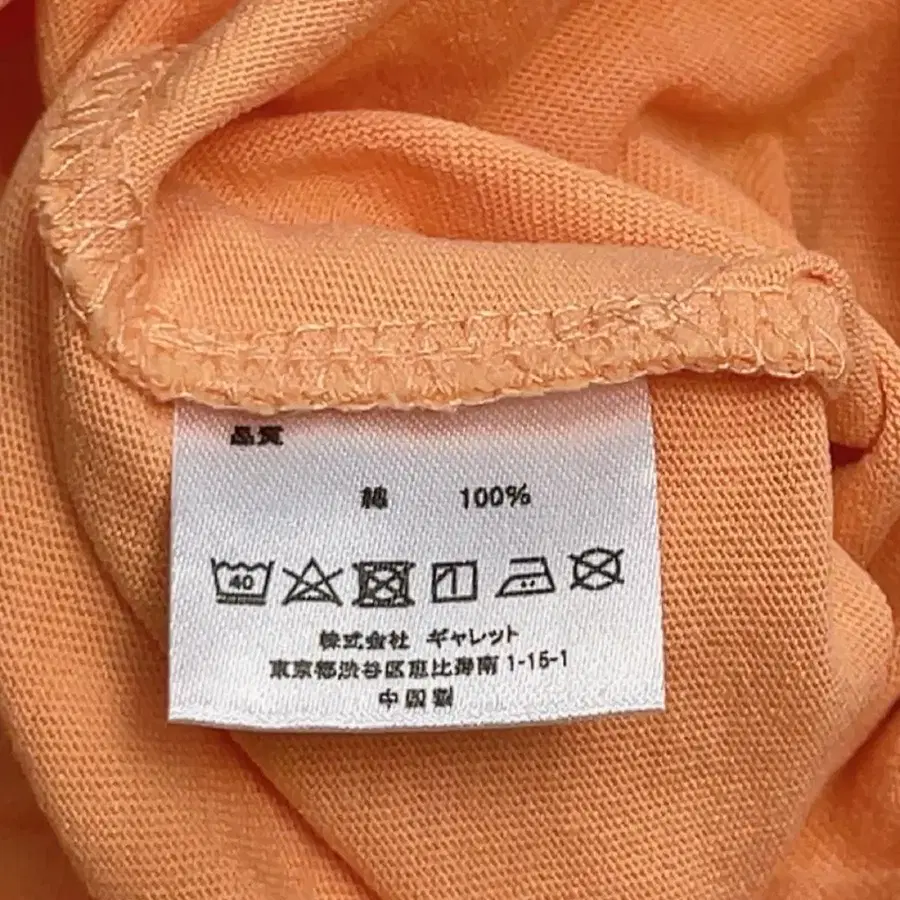 品質
綿 100%
40
株式会社 ギャレット
東京都渋谷区恵比寿南 1-15-1
中国製